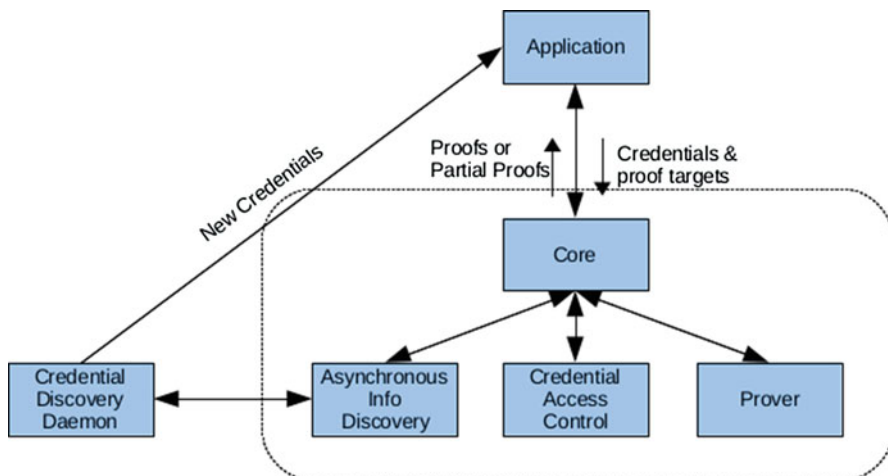 Application
Proofs or
Partial Proofs
Credentials &
proof targets
New Credentials
Core
Credential
Discovery
Daemon
Asynchronous
Info
Discovery
Credential
Access
Control
Prover